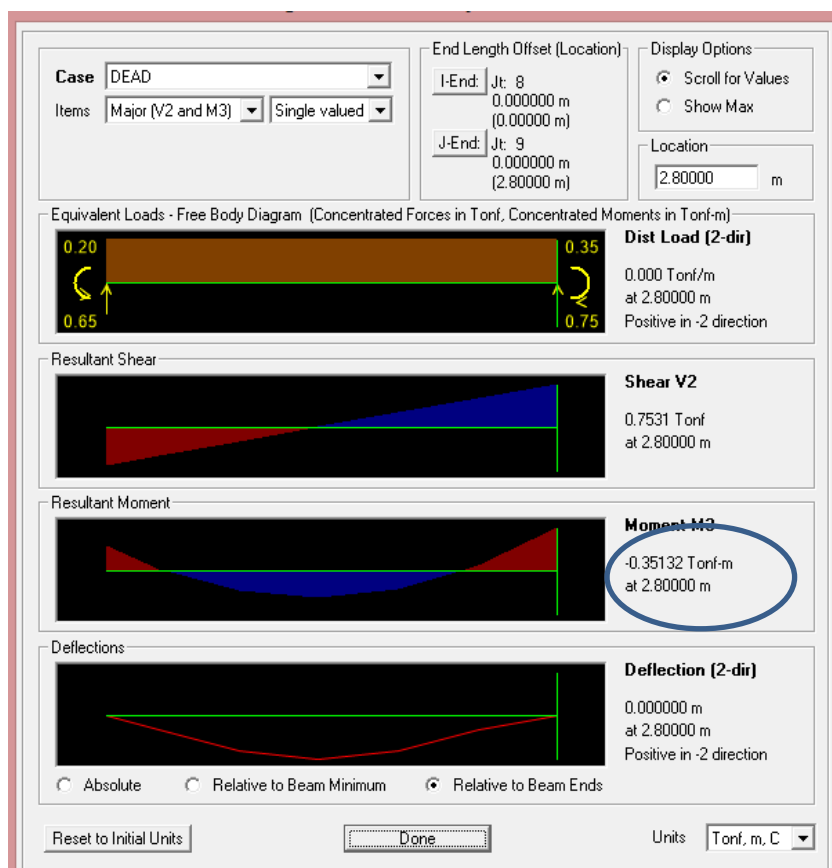 Case DEAD
Items Major (V2 and M3) Single valued
End Length Offset (Location)
I-End: Jt: 8
0.000000 m
(0.00000 m)
J-End: Jt: 9
0.000000 m
(2.80000 m)
Display Options
Scroll for Values
Show Max
Location
2.80000 m
Equivalent Loads - Free Body Diagram (Concentrated Forces in Tonf, Concentrated Moments in Tonf-m)
0.20 0.35
0.65 0.75
Dist Load (2-dir)
0.000 Tonf/m
at 2.80000 m
Positive in -2 direction
Resultant Shear
Shear V2
0.7531 Tonf
at 2.80000 m
Resultant Moment
Moment M3
-0.35132 Tonf-m
at 2.80000 m
Deflections
Deflection (2-dir)
0.000000 m
at 2.80000 m
Positive in -2 direction
Absolute Relative to Beam Minimum Relative to Beam Ends
Reset to Initial Units Done Units Tonf, m, C